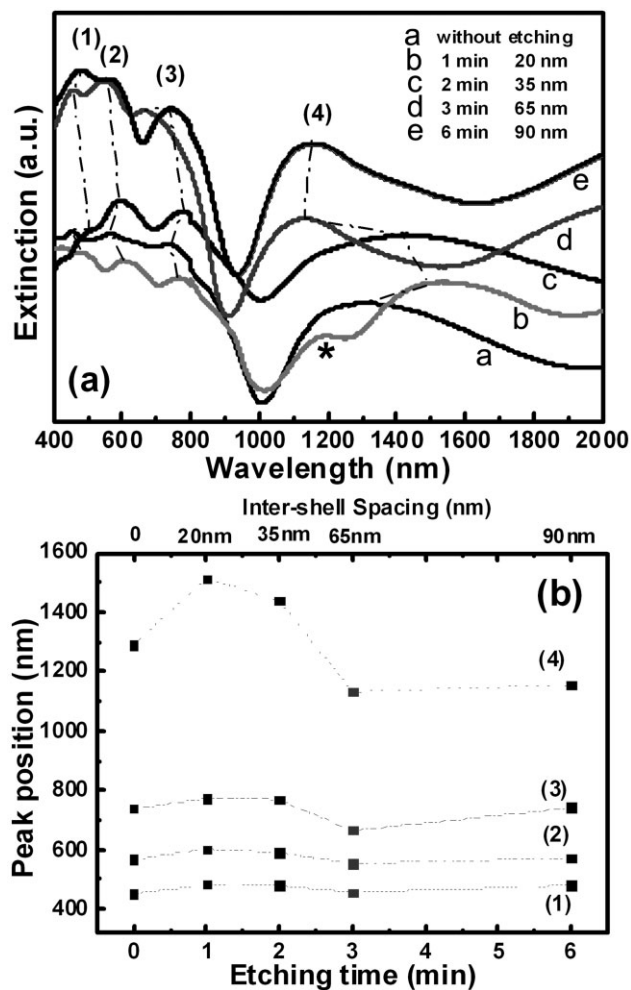 (1)
(2)
(3)
(4)
a without etching
b 1 min 20 nm
c 2 min 35 nm
d 3 min 65 nm
e 6 min 90 nm
Extinction (a.u.)
e
d
c
b
a
*
(a)
400 600 800 1000 1200 1400 1600 1800 2000
Wavelength (nm)
Inter-shell Spacing (nm)
0 20nm 35nm 65nm 90nm
1600
1400
1200
1000
800
600
400
Peak position (nm)
(b)
(4)
(3)
(2)
(1)
0 1 2 3 4 5 6
Etching time (min)